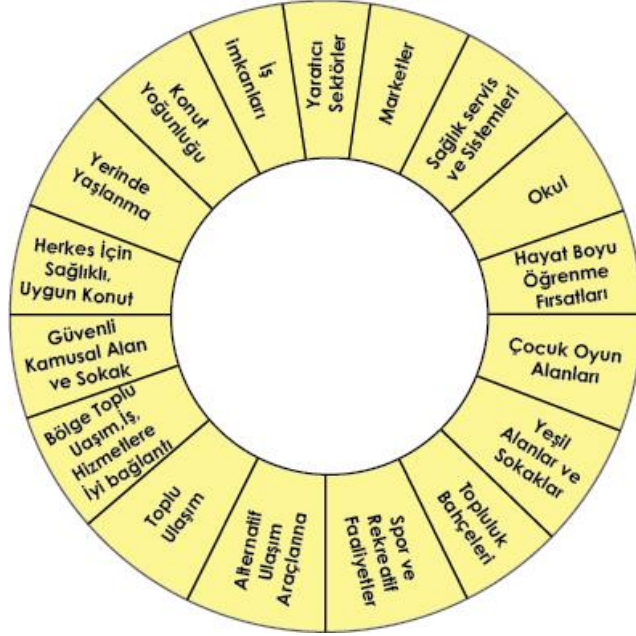 İş
imkanları
Yaratıcı
Sektörler
Marketler
Sağlık servis
ve Sistemleri
Okul
Hayat Boyu
Öğrenme
Fırsatları
Çocuk Oyun
Alanları
Yeşil
Alanlar ve
Sokaklar
Topluluk
Bahçeleri
Spor ve
Rekreatif
Faaliyetler
Alternatif
Ulaşım
Araçlarına
Toplu
Ulaşım
Bölge Toplu
Uaşım,İş,
Hizmetlere
İyi bağlantı
Güvenli
Kamusal Alan
ve Sokak
Herkes İçin
Sağlıklı,
Uygun Konut
Yerinde
Yaşlanma
Konut
Yoğunluğu